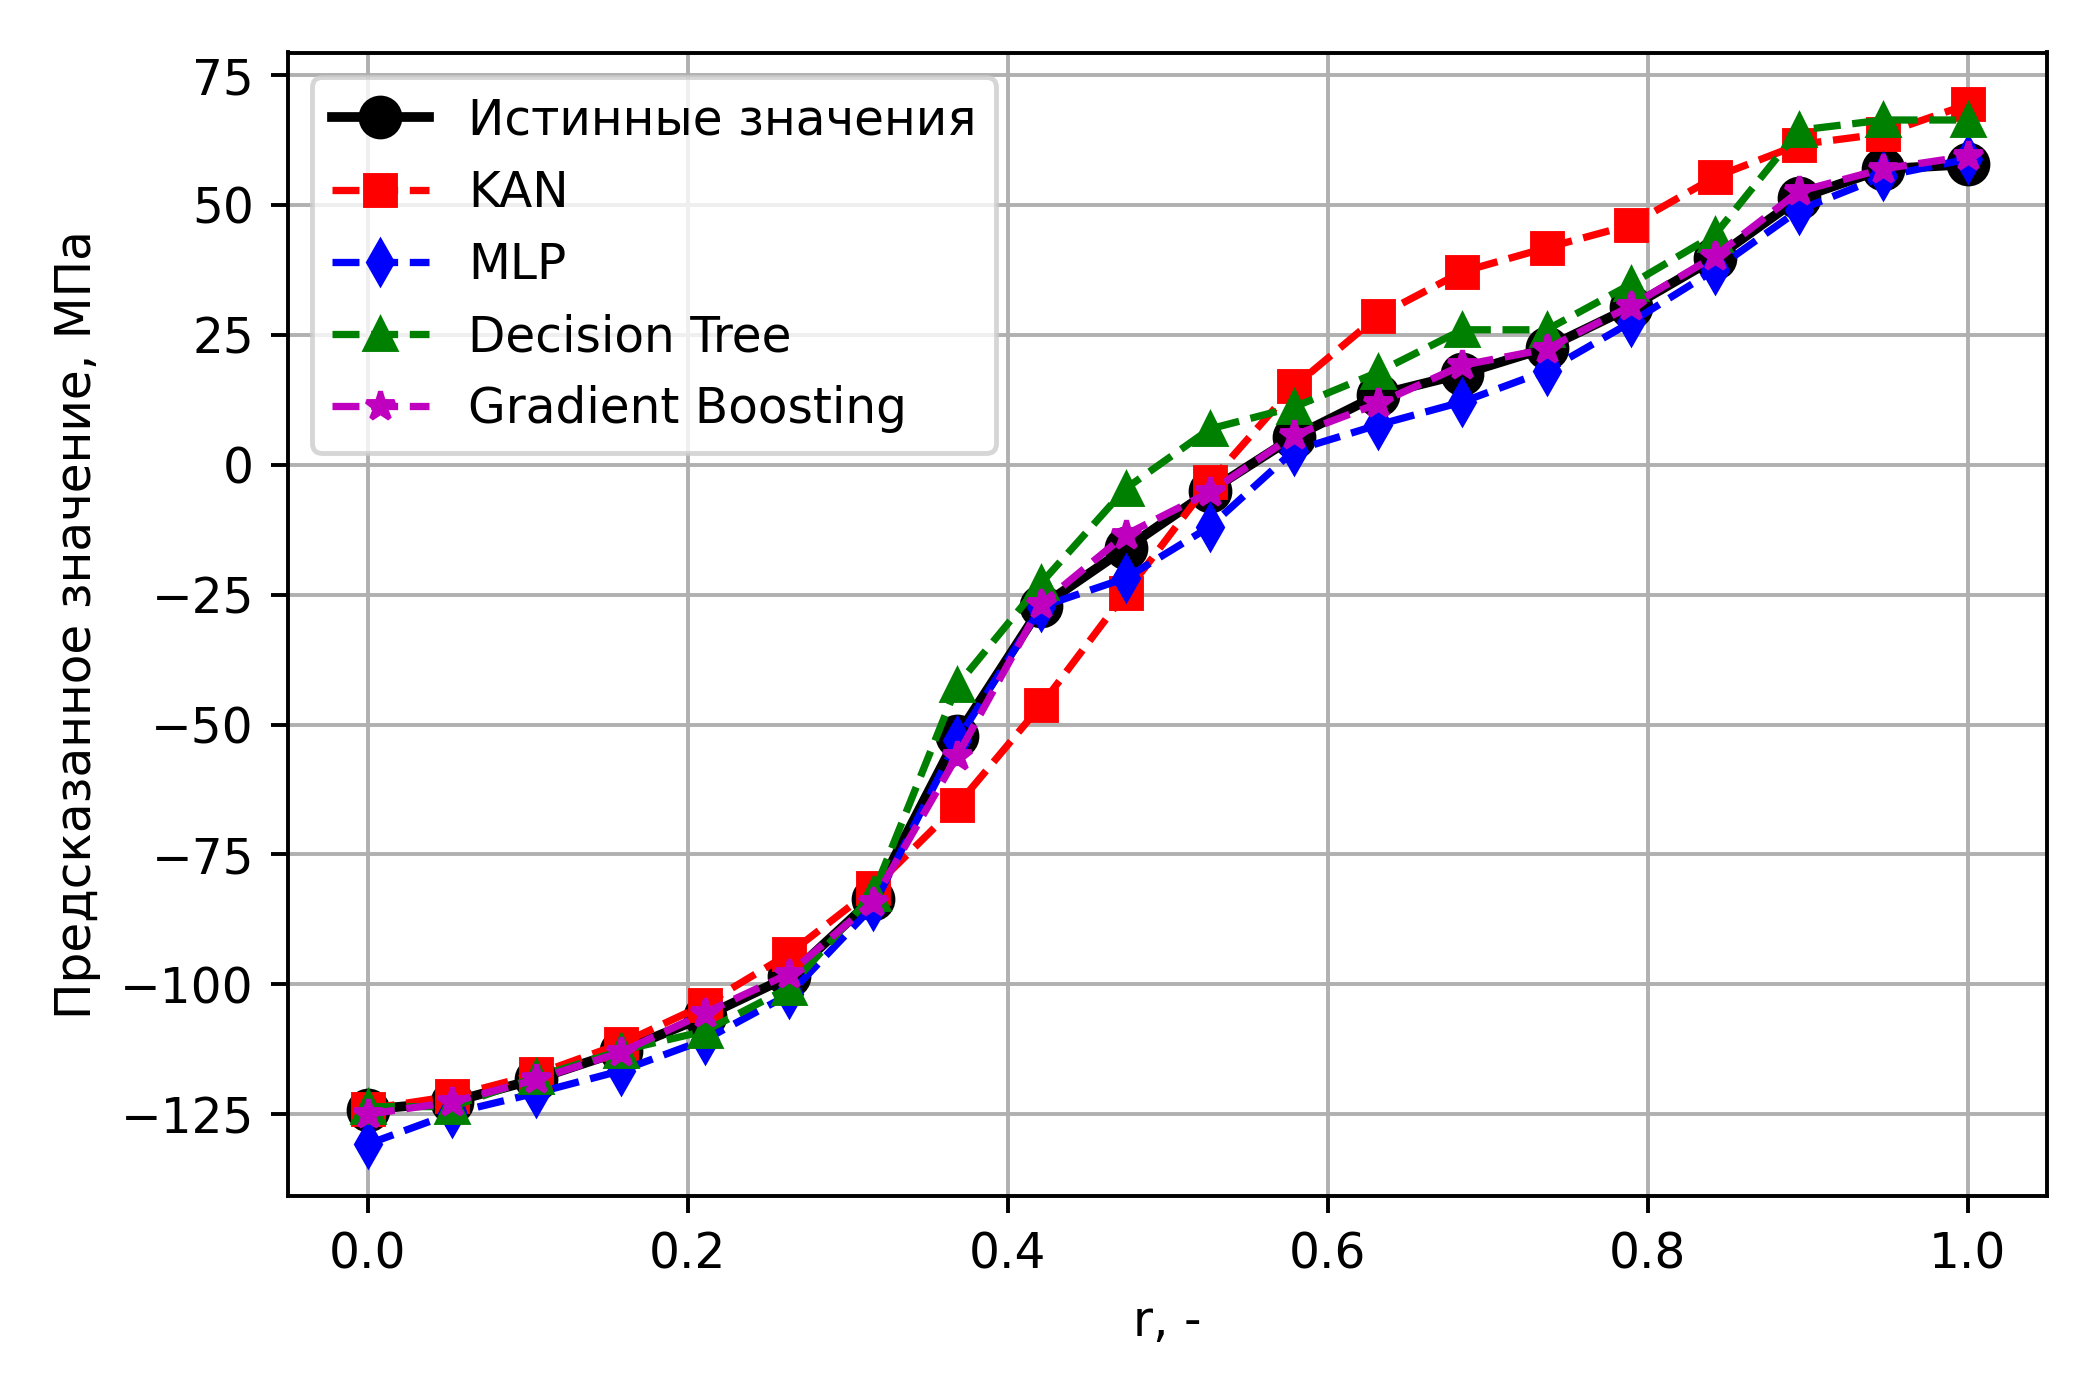 Предсказанное значение, МПа
75
50
25
0
−25
−50
−75
−100
−125
Истинные значения
KAN
MLP
Decision Tree
Gradient Boosting
0.0 0.2 0.4 0.6 0.8 1.0
r, -